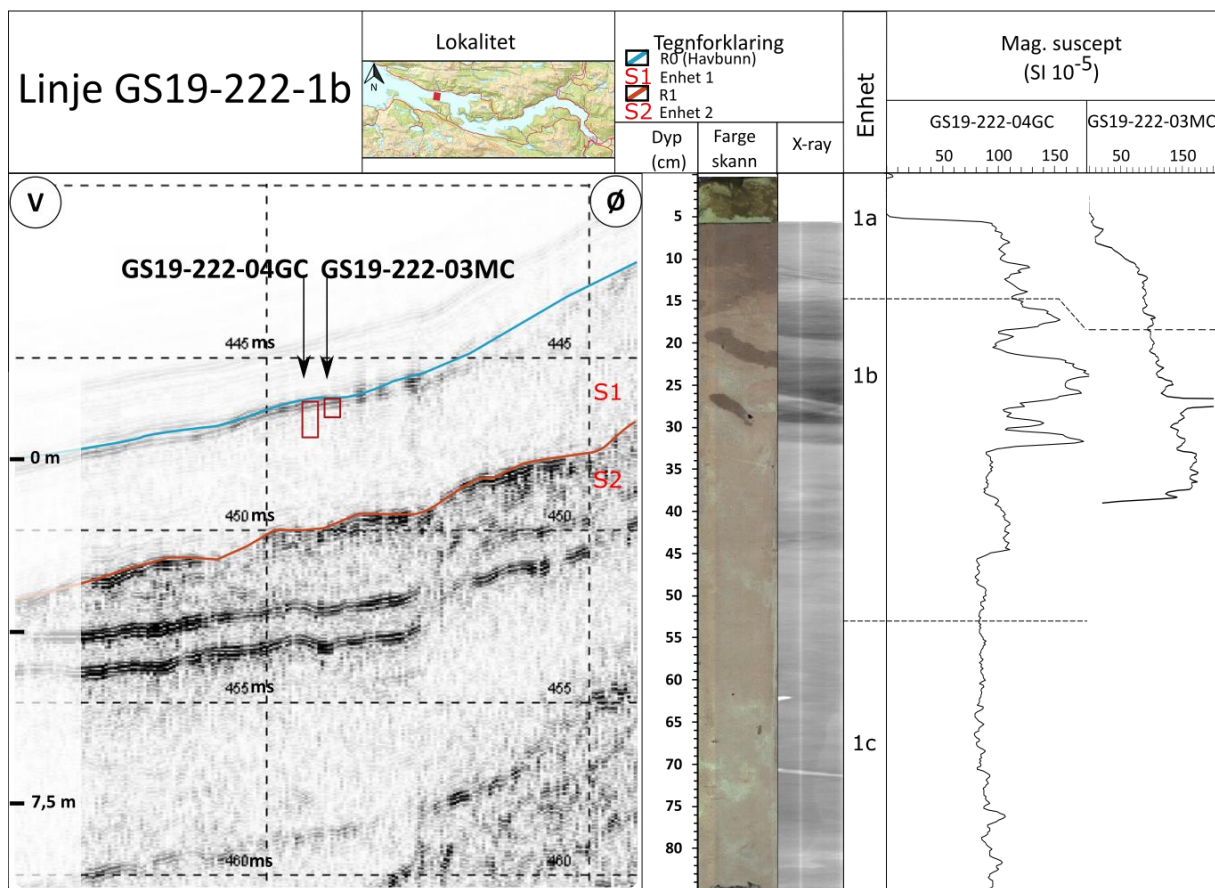 Linje GS19-222-1b
Lokalitet
N
Tegnforklaring
R0 (Havbunn)
S1 Enhet 1
R1
S2 Enhet 2
Dyp
(cm)
Farge
skann
X-ray
Enhet
Mag. suscept
(SI 10-5)
GS19-222-04GC
GS19-222-03MC
50
100
150
50
150
V
Ø
GS19-222-04GC
GS19-222-03MC
445 ms
445
S1
0 m
S2
450 ms
450
455 ms
455
7,5 m
460ms
460
5
10
15
20
25
30
35
40
45
50
55
60
65
70
75
80
1a
1b
1c